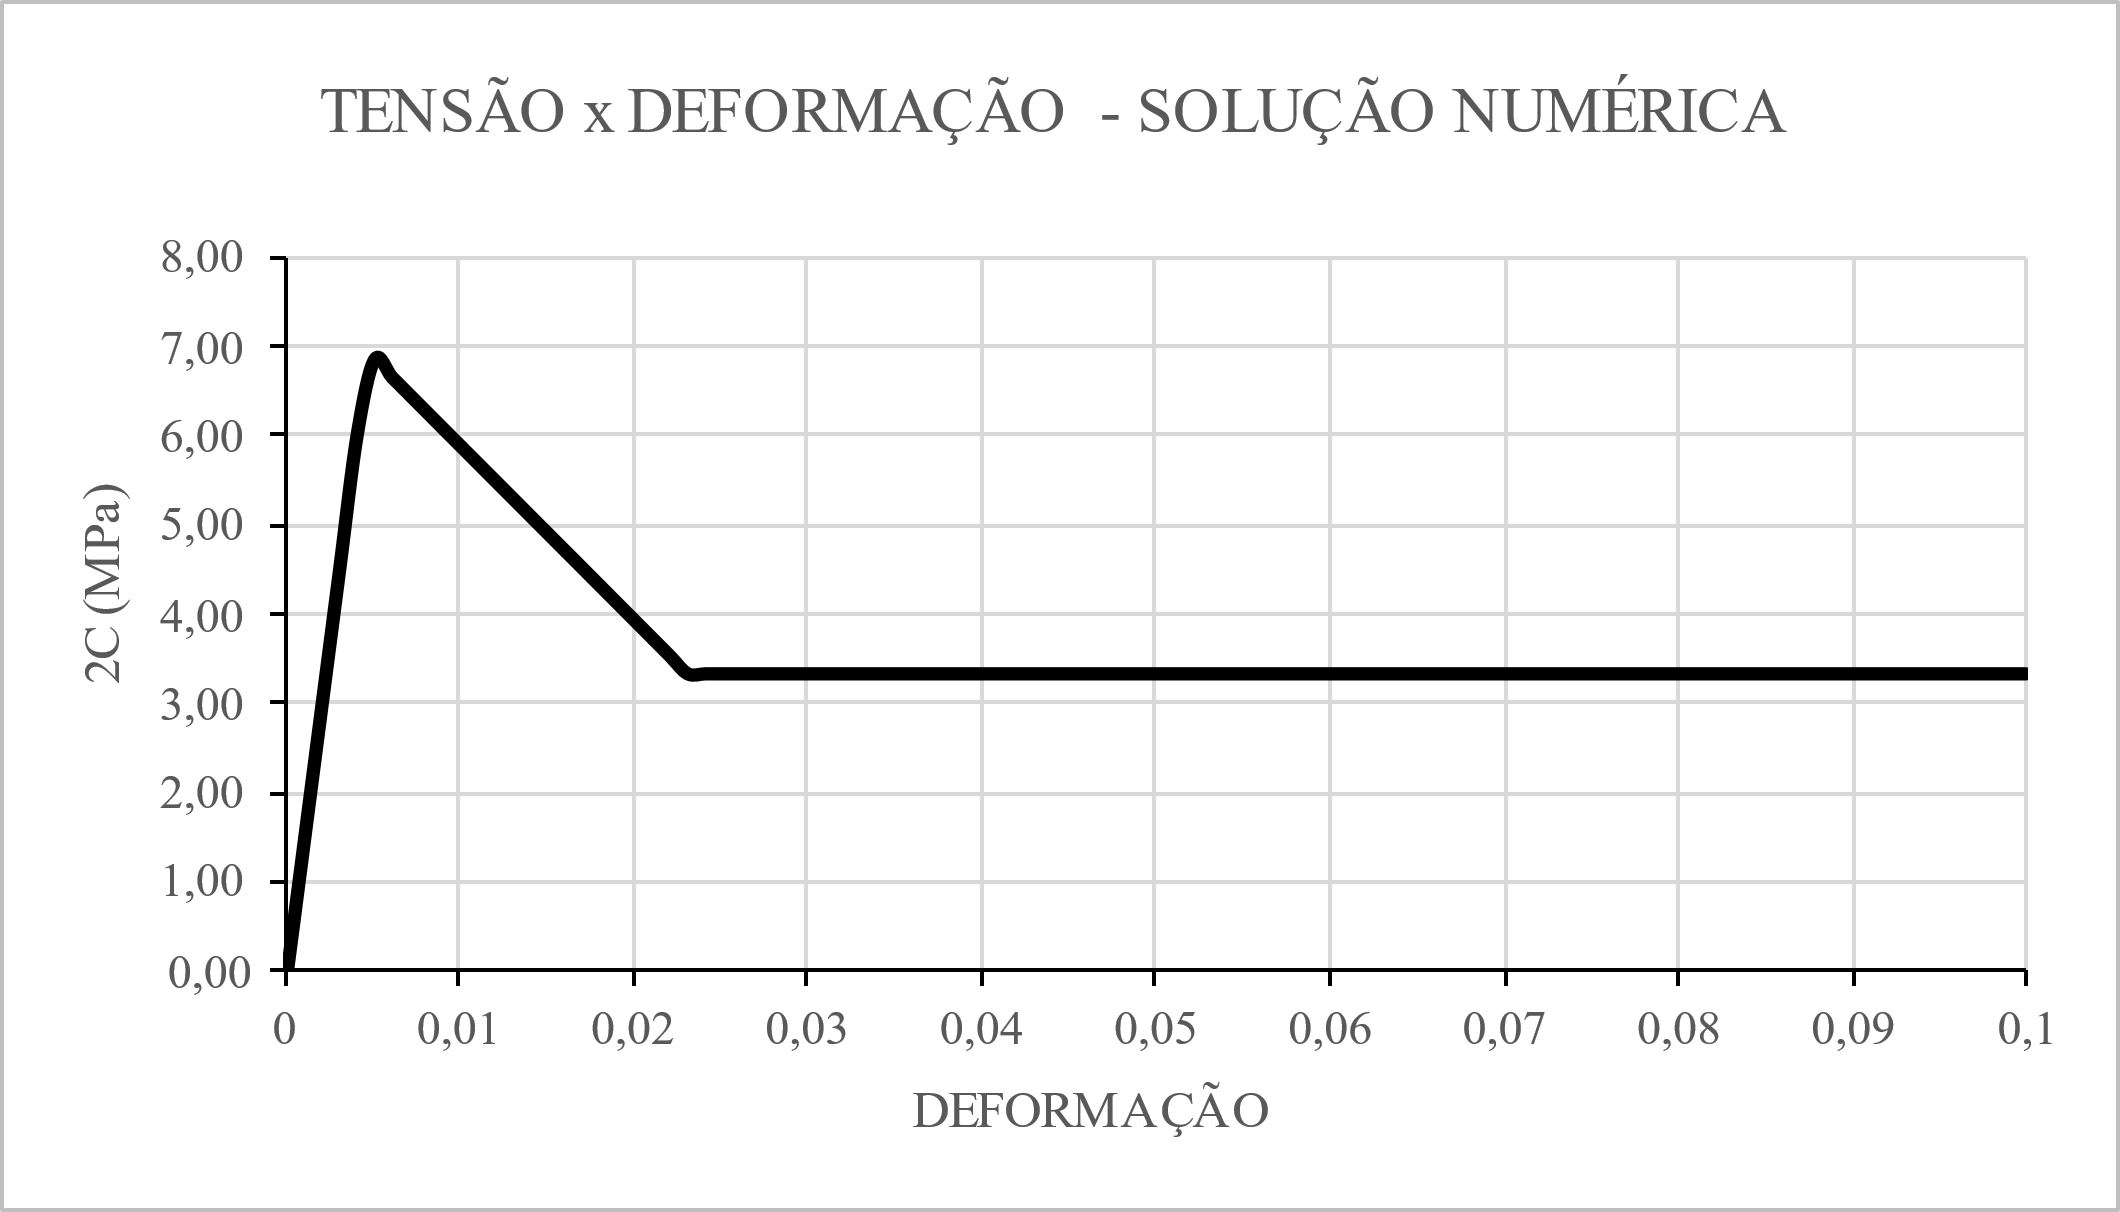 TENSÃO x DEFORMAÇÃO - SOLUÇÃO NUMÉRICA
8,00
7,00
6,00
5,00
4,00
3,00
2,00
1,00
0,00
2C (MPa)
0 0,01 0,02 0,03 0,04 0,05 0,06 0,07 0,08 0,09 0,1
DEFORMAÇÃO